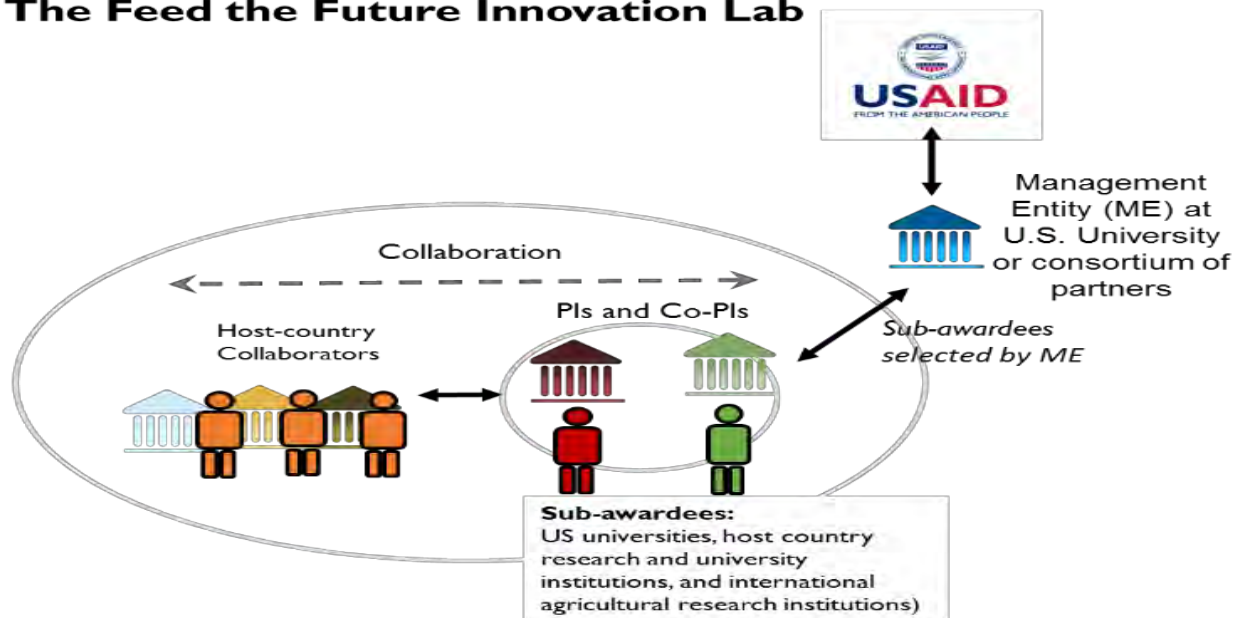 The Feed the Future Innovation Lab
USAID
USAID
FROM THE AMERICAN PEOPLE
Management
Entity (ME) at
U.S. University
or consortium of
partners
Collaboration
PIs and Co-PIs
Host-country
Collaborators
Sub-awardees
selected by ME
Sub-awardees:
US universities, host country
research and university
institutions, and international
agricultural research institutions)